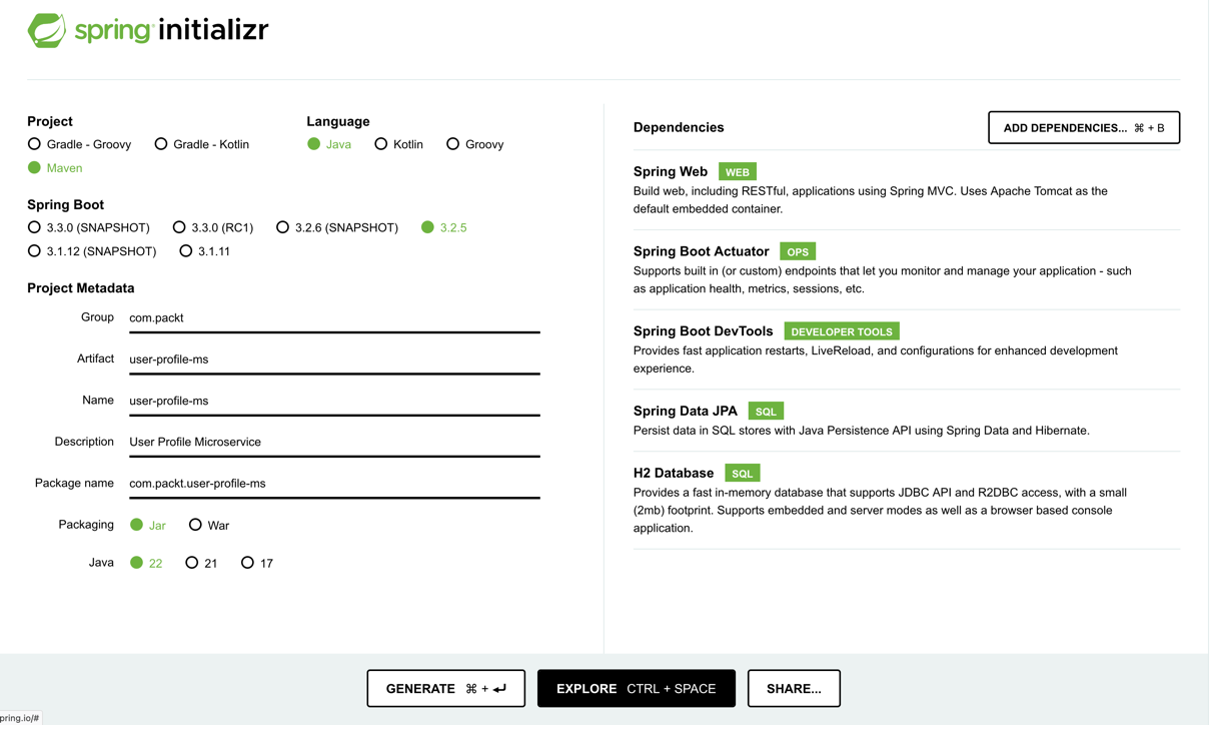 spring initializr
Project
Gradle - Groovy Gradle - Kotlin
Maven
Language
Java Kotlin Groovy
Spring Boot
3.3.0 (SNAPSHOT) 3.3.0 (RC1) 3.2.6 (SNAPSHOT) 3.2.5
3.1.12 (SNAPSHOT) 3.1.11
Project Metadata
Group com.packt
Artifact user-profile-ms
Name user-profile-ms
Description User Profile Microservice
Package name com.packt.user-profile-ms
Packaging Jar War
Java 22 21 17
Dependencies
ADD DEPENDENCIES... ⌘ + B
Spring Web WEB
Build web, including RESTful, applications using Spring MVC. Uses Apache Tomcat as the
default embedded container.
Spring Boot Actuator OPS
Supports built in (or custom) endpoints that let you monitor and manage your application - such
as application health, metrics, sessions, etc.
Spring Boot DevTools DEVELOPER TOOLS
Provides fast application restarts, LiveReload, and configurations for enhanced development
experience.
Spring Data JPA SQL
Persist data in SQL stores with Java Persistence API using Spring Data and Hibernate.
H2 Database SQL
Provides a fast in-memory database that supports JDBC API and R2DBC access, with a small
(2mb) footprint. Supports embedded and server modes as well as a browser based console
application.
GENERATE ⌘ + ↵
EXPLORE CTRL + SPACE
SHARE...
pring.io/#